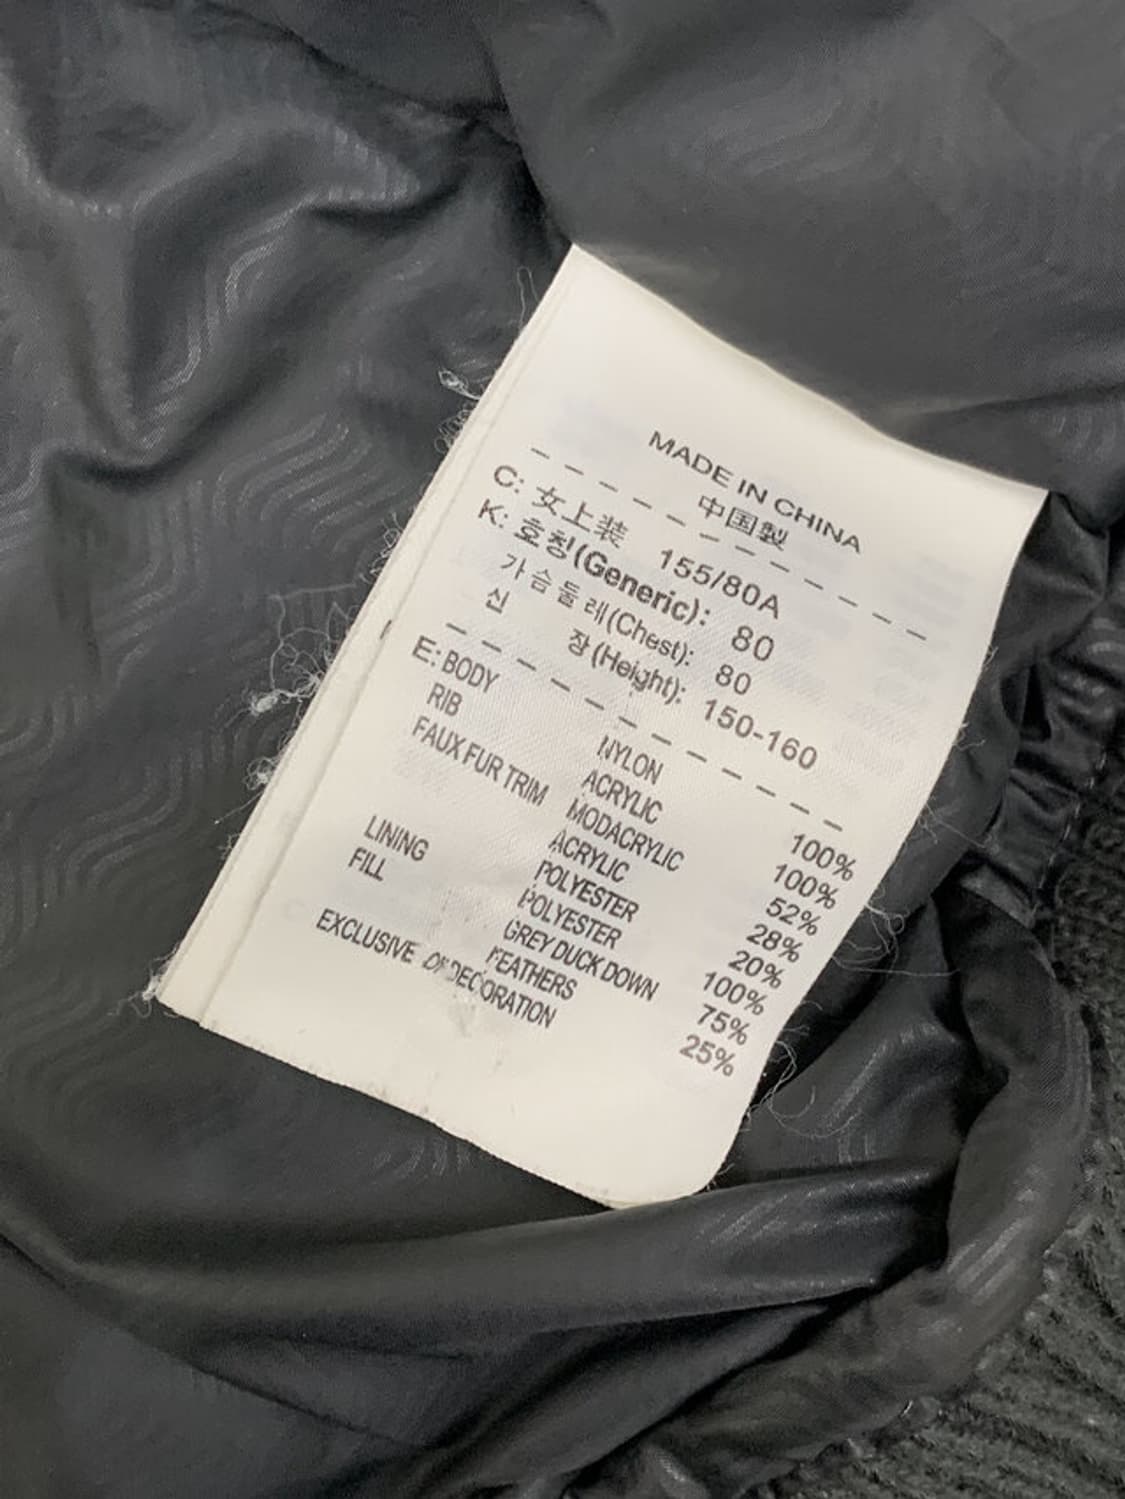 MADE IN CHINA
中国製
C: 女上装 155/80A
K: 호칭(Generic): 80
가슴둘레(Chest): 80
신 장(Height): 150-160
E: BODY NYLON 100%
RIB ACRYLIC 100%
FAUX FUR TRIM MODACRYLIC 52%
ACRYLIC 28%
POLYESTER 20%
LINING POLYESTER 100%
FILL GREY DUCK DOWN 75%
FEATHERS 25%
EXCLUSIVE OF DECORATION